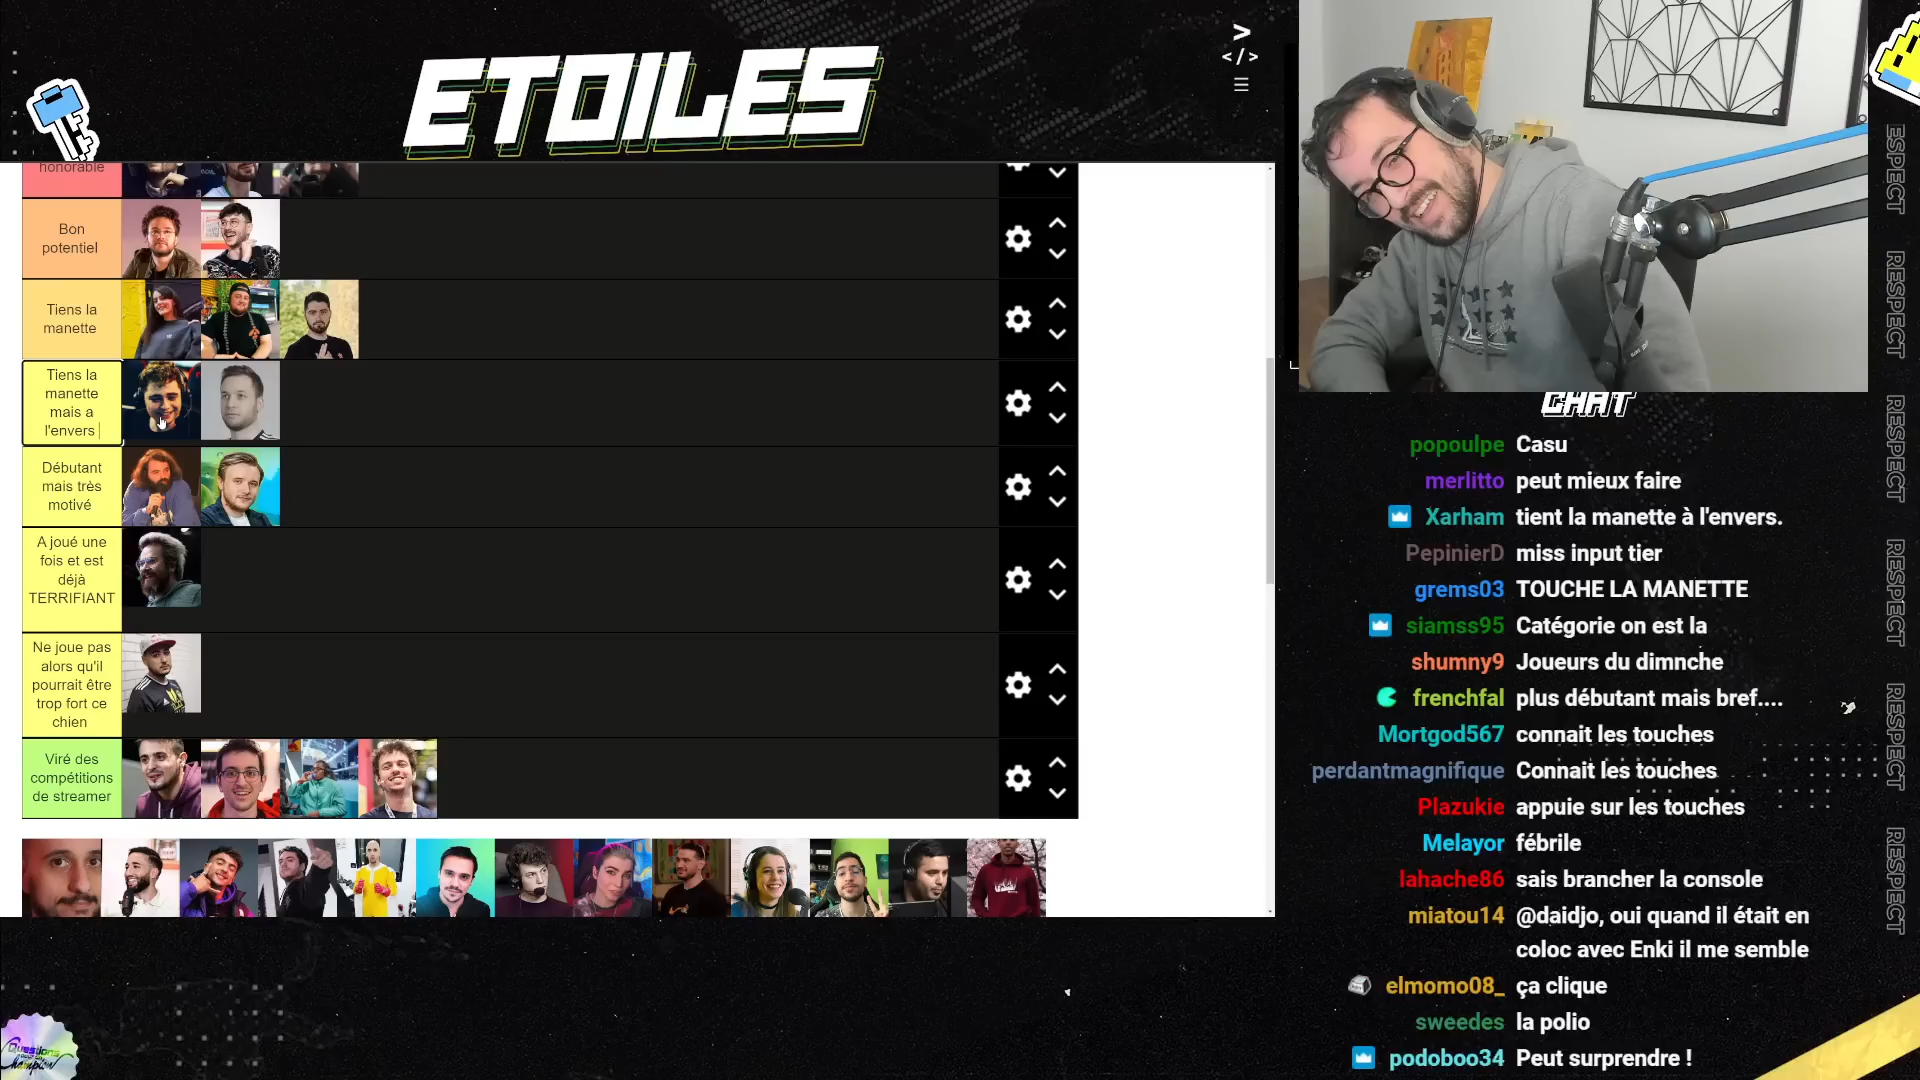 ETOILES
>
</>
honorable
Bon
potentiel
Tiens la
manette
Tiens la
manette
mais a
l'envers
Débutant
mais très
motivé
A joué une
fois et est
déjà
TERRIFIANT
Ne joue pas
alors qu'il
pourrait être
trop fort ce
chien
Viré des
compétitions
de streamer
CHAT
popoulpe Casu
merlitto peut mieux faire
Xarham tient la manette à l'envers.
PepinierD miss input tier
grems03 TOUCHE LA MANETTE
siamss95 Catégorie on est la
shumny9 Joueurs du dimnche
frenchfal plus débutant mais bref....
Mortgod567 connait les touches
perdantmagnifique Connait les touches
Plazukie appuie sur les touches
Melayor fébrile
lahache86 sais brancher la console
miatou14 @daidjo, oui quand il était en
coloc avec Enki il me semble
elmomo08_ ça clique
sweedes la polio
podoboo34 Peut surprendre !
ESPECT
RESPECT
RESPECT
RESPECT
RESPECT
RESPECT
Questions
Champion